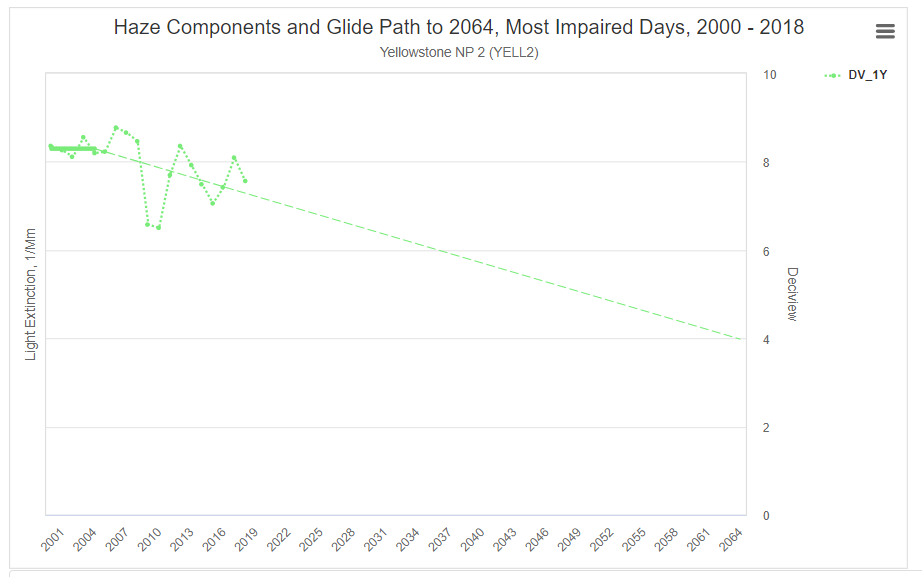 Haze Components and Glide Path to 2064, Most Impaired Days, 2000 - 2018
Yellowstone NP 2 (YELL2)
DV_1Y
Light Extinction, 1/Mm
10
8
6
4
2
0
Deciview
2001 2004 2007 2010 2013 2016 2019 2022 2025 2028 2031 2034 2037 2040 2043 2046 2049 2052 2055 2058 2061 2064